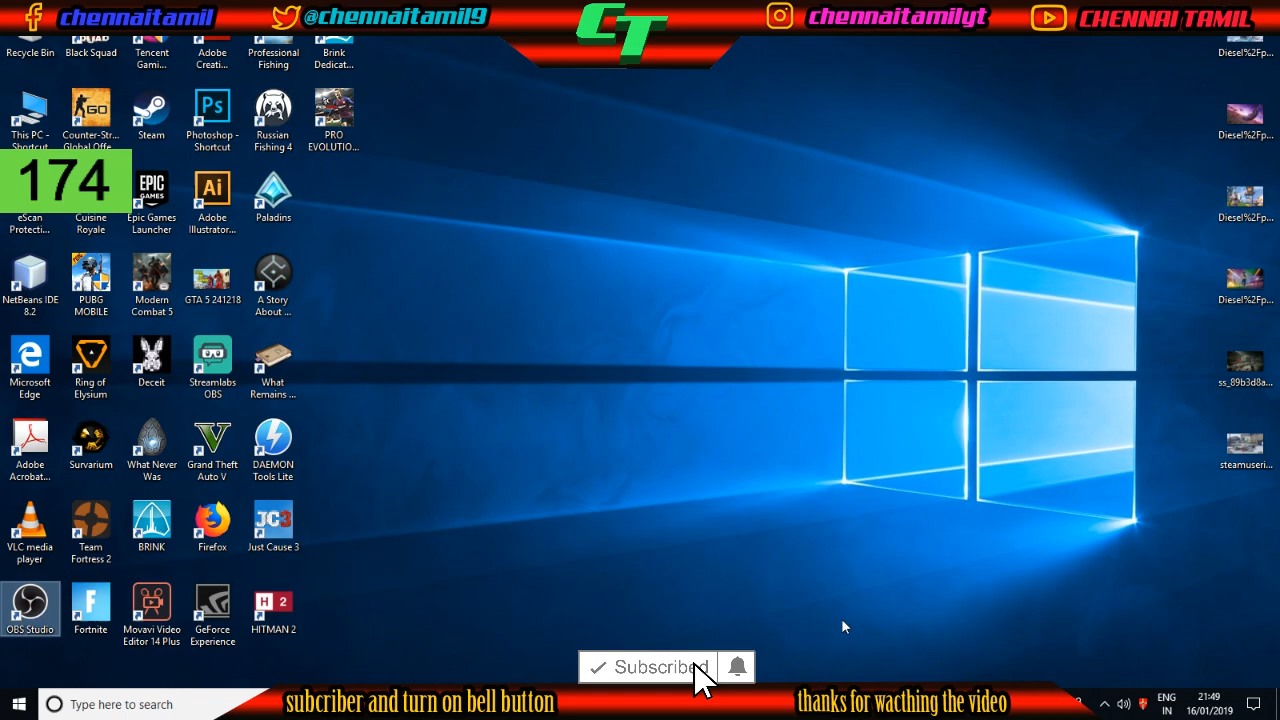 chennaitamil
@chennaitamil9
CT
chennaitamilyt
CHENNAI TAMIL
Recycle Bin
Black Squad
Tencent Gami...
Adobe Creati...
Professional Fishing
Brink Dedicat...
Diesel%2Fp...
This PC - Shortcut
GO
Counter-Str... Global Offe...
Steam
Ps
Photoshop - Shortcut
Russian Fishing 4
PRO EVOLUTIO...
Diesel%2Fp...
174
eScan Protecti...
Cuisine Royale
EPIC GAMES
Epic Games Launcher
Ai
Adobe Illustrator...
Paladins
Diesel%2Fp...
NetBeans IDE 8.2
PUBG MOBILE
Modern Combat 5
GTA 5 241218
A Story About ...
Diesel%2Fp...
Microsoft Edge
Ring of Elysium
Deceit
Streamlabs OBS
What Remains ...
ss_89b3d8a...
Adobe Acrobat...
Survarium
What Never Was
Grand Theft Auto V
DAEMON Tools Lite
steamuseri...
VLC media player
Team Fortress 2
BRINK
Firefox
JC3
Just Cause 3
OBS Studio
F
Fortnite
Movavi Video Editor 14 Plus
GeForce Experience
H 2
HITMAN 2
Subscribed
Type here to search
subcriber and turn on bell button
thanks for wacthing the video
ENG
IN
21:49
16/01/2019